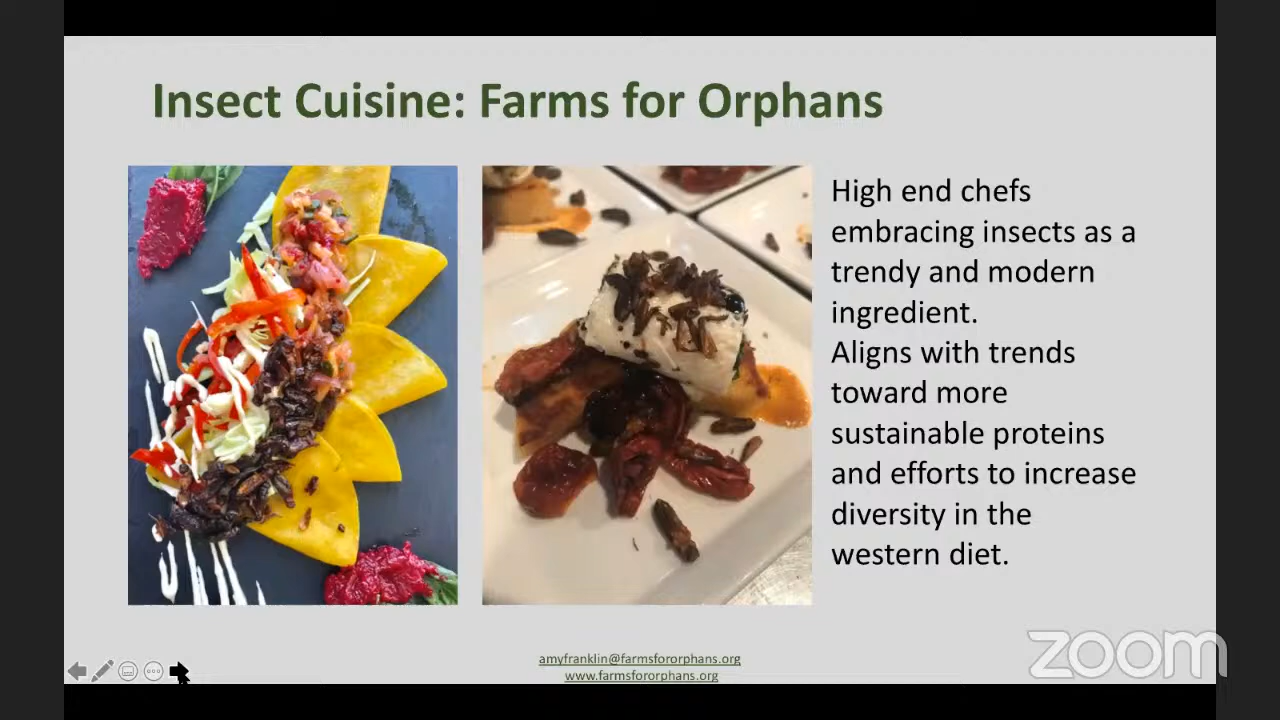 Insect Cuisine: Farms for Orphans
High end chefs
embracing insects as a
trendy and modern
ingredient.
Aligns with trends
toward more
sustainable proteins
and efforts to increase
diversity in the
western diet.
amyfranklin@farmsfororphans.org
www.farmsfororphans.org
zoom